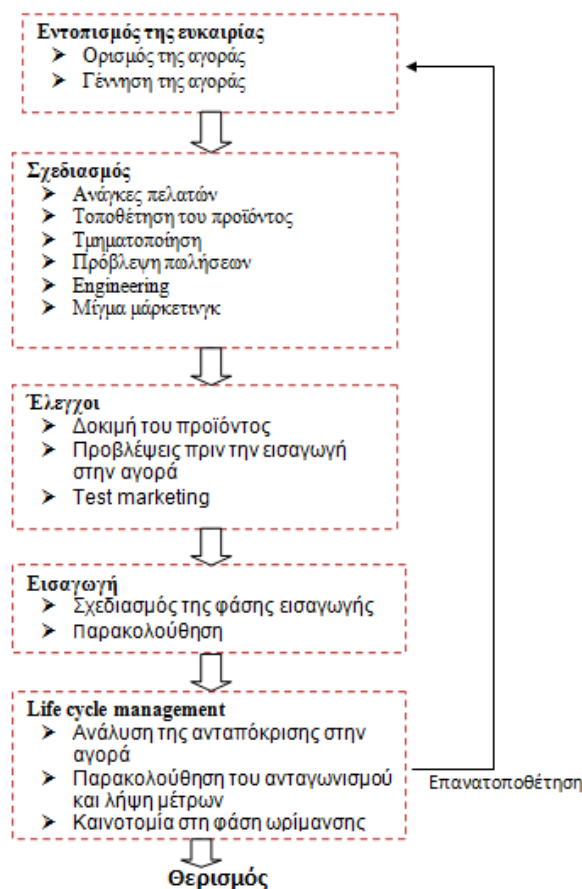 Εντοπισμός της ευκαιρίας
➤ Ορισμός της αγοράς
➤ Γέννηση της αγοράς
Σχεδιασμός
➤ Ανάγκες πελατών
➤ Τοποθέτηση του προϊόντος
➤ Τμηματοποίηση
➤ Πρόβλεψη πωλήσεων
➤ Engineering
➤ Μίγμα μάρκετινγκ
Έλεγχοι
➤ Δοκιμή του προϊόντος
➤ Προβλέψεις πριν την εισαγωγή
στην αγορά
➤ Test marketing
Εισαγωγή
➤ Σχεδιασμός της φάσης εισαγωγής
➤ Παρακολούθηση
Life cycle management
➤ Ανάλυση της ανταπόκρισης στην
αγορά
➤ Παρακολούθηση του ανταγωνισμού
και λήψη μέτρων
➤ Καινοτομία στη φάση ωρίμανσης
Επανατοποθέτηση
Θερισμός